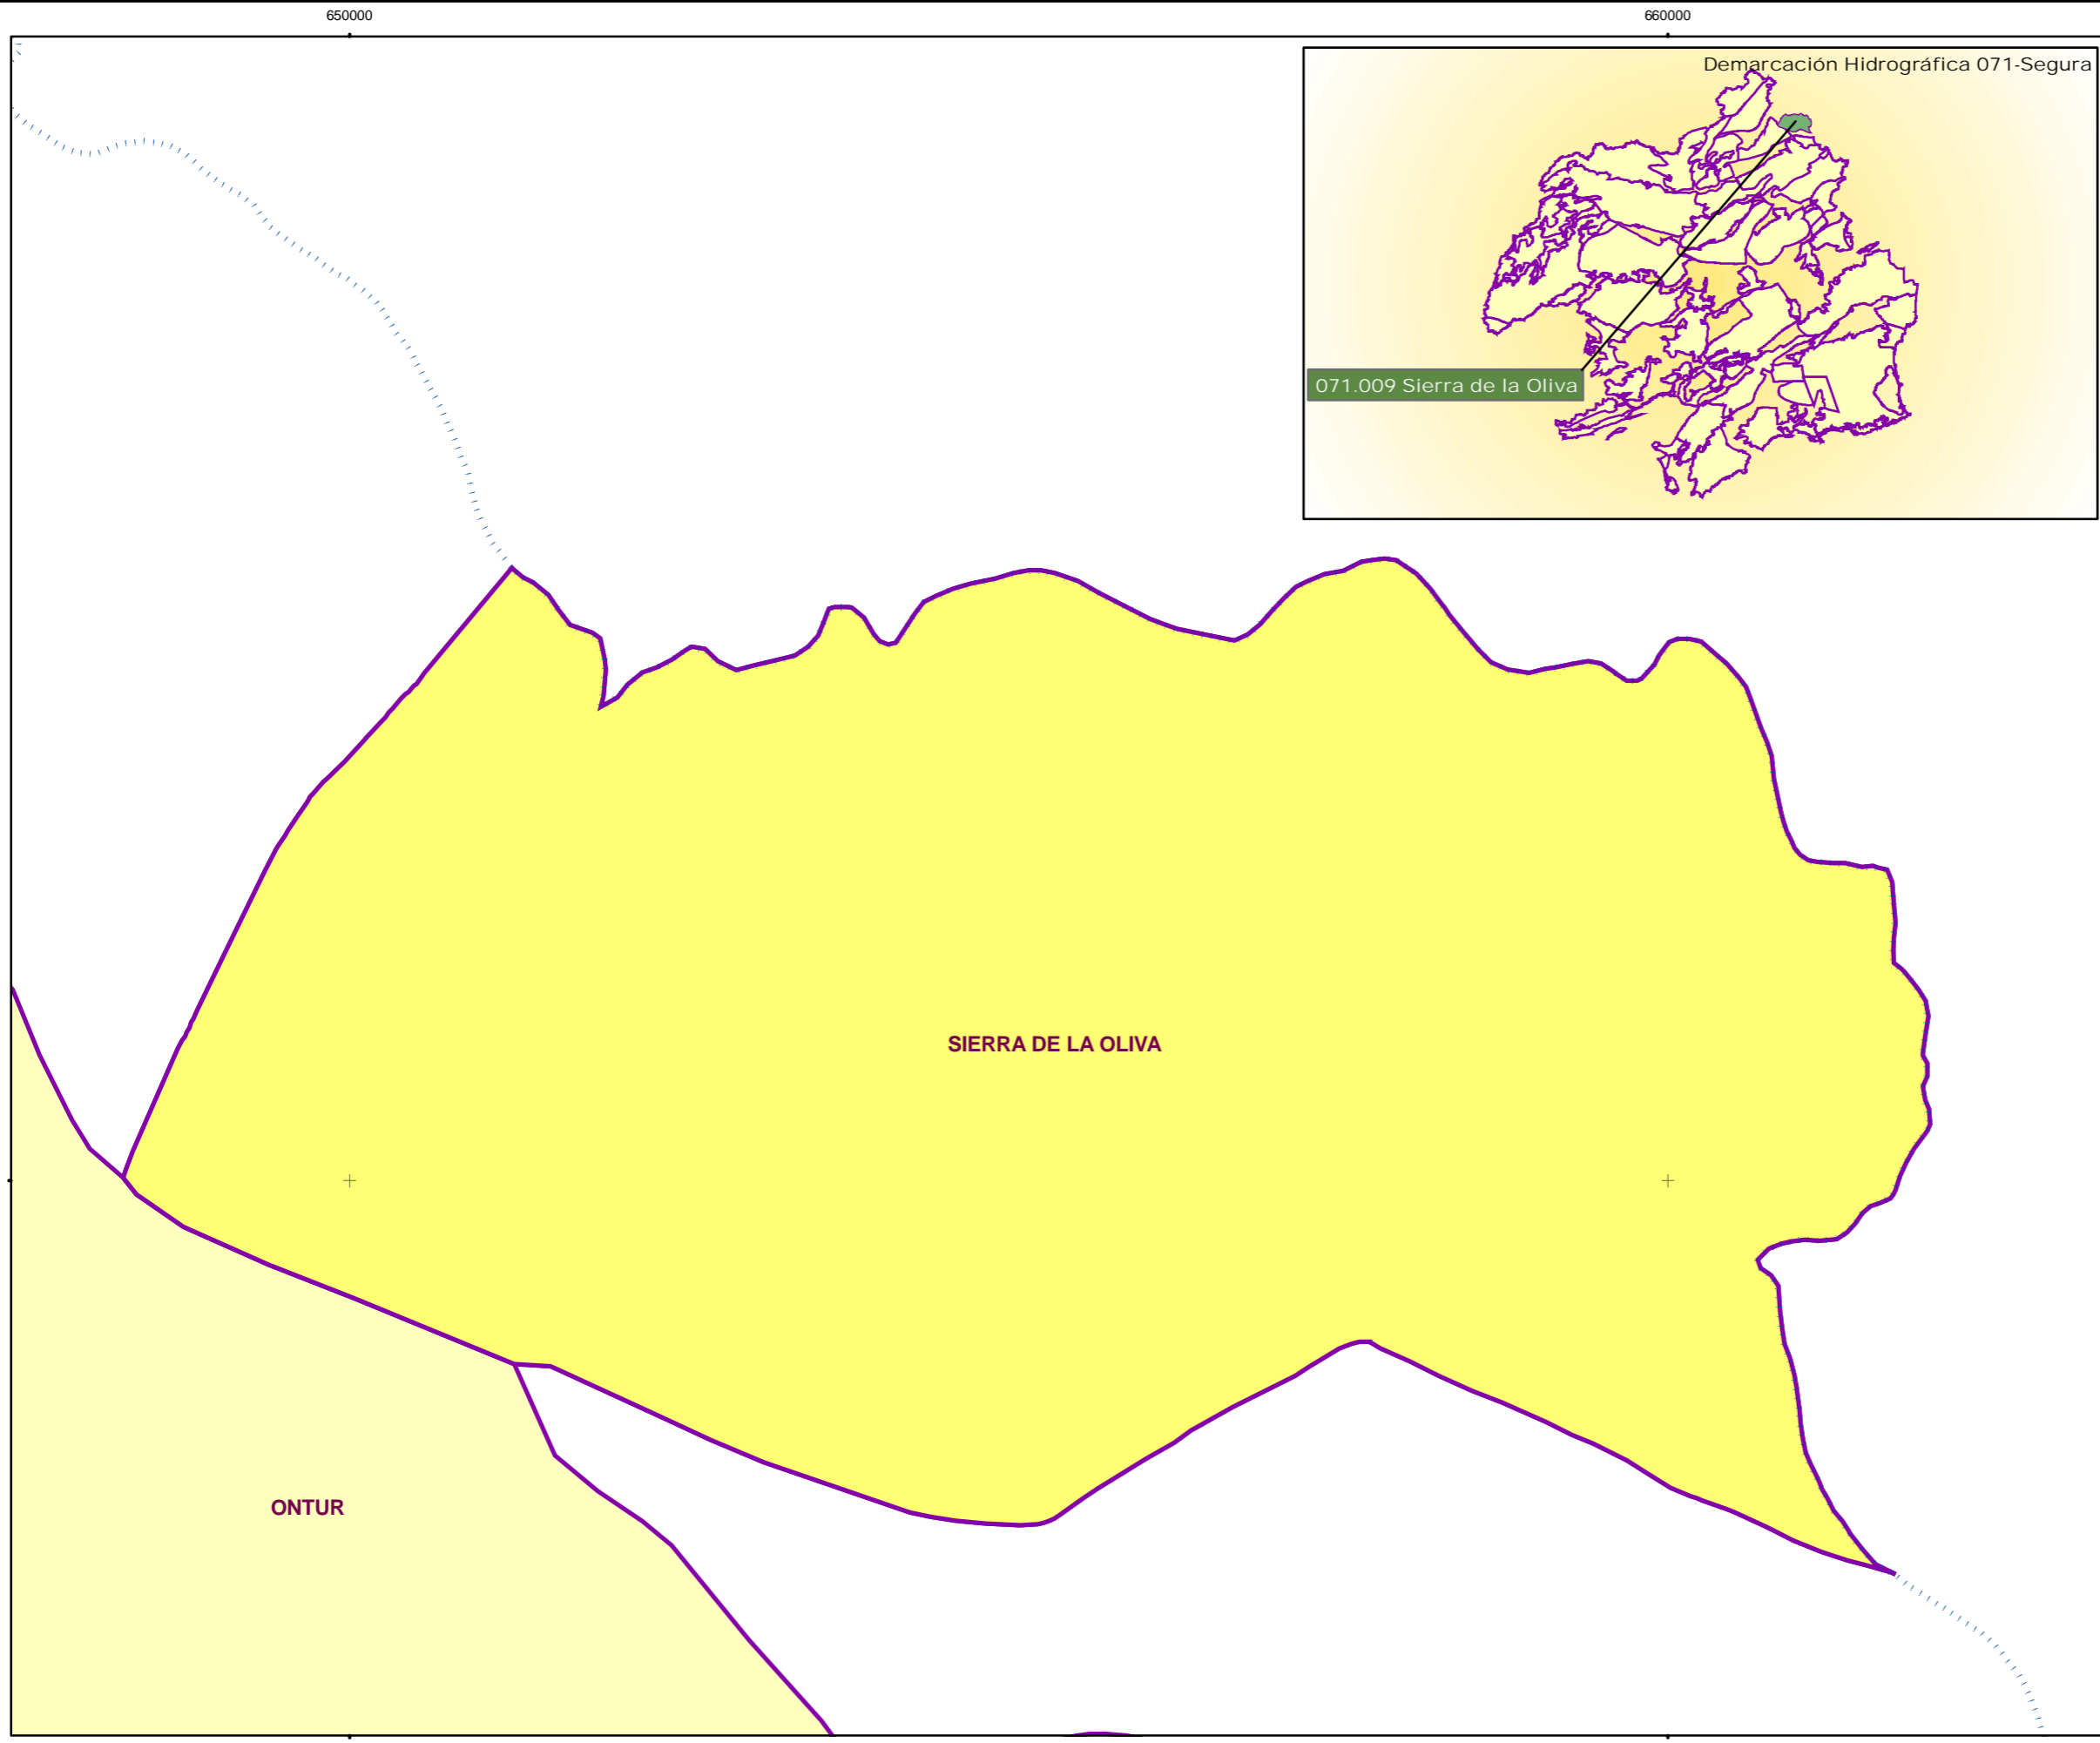 650000
660000
Demarcación Hidrográfica 071-Segura
071.009 Sierra de la Oliva
SIERRA DE LA OLIVA
ONTUR